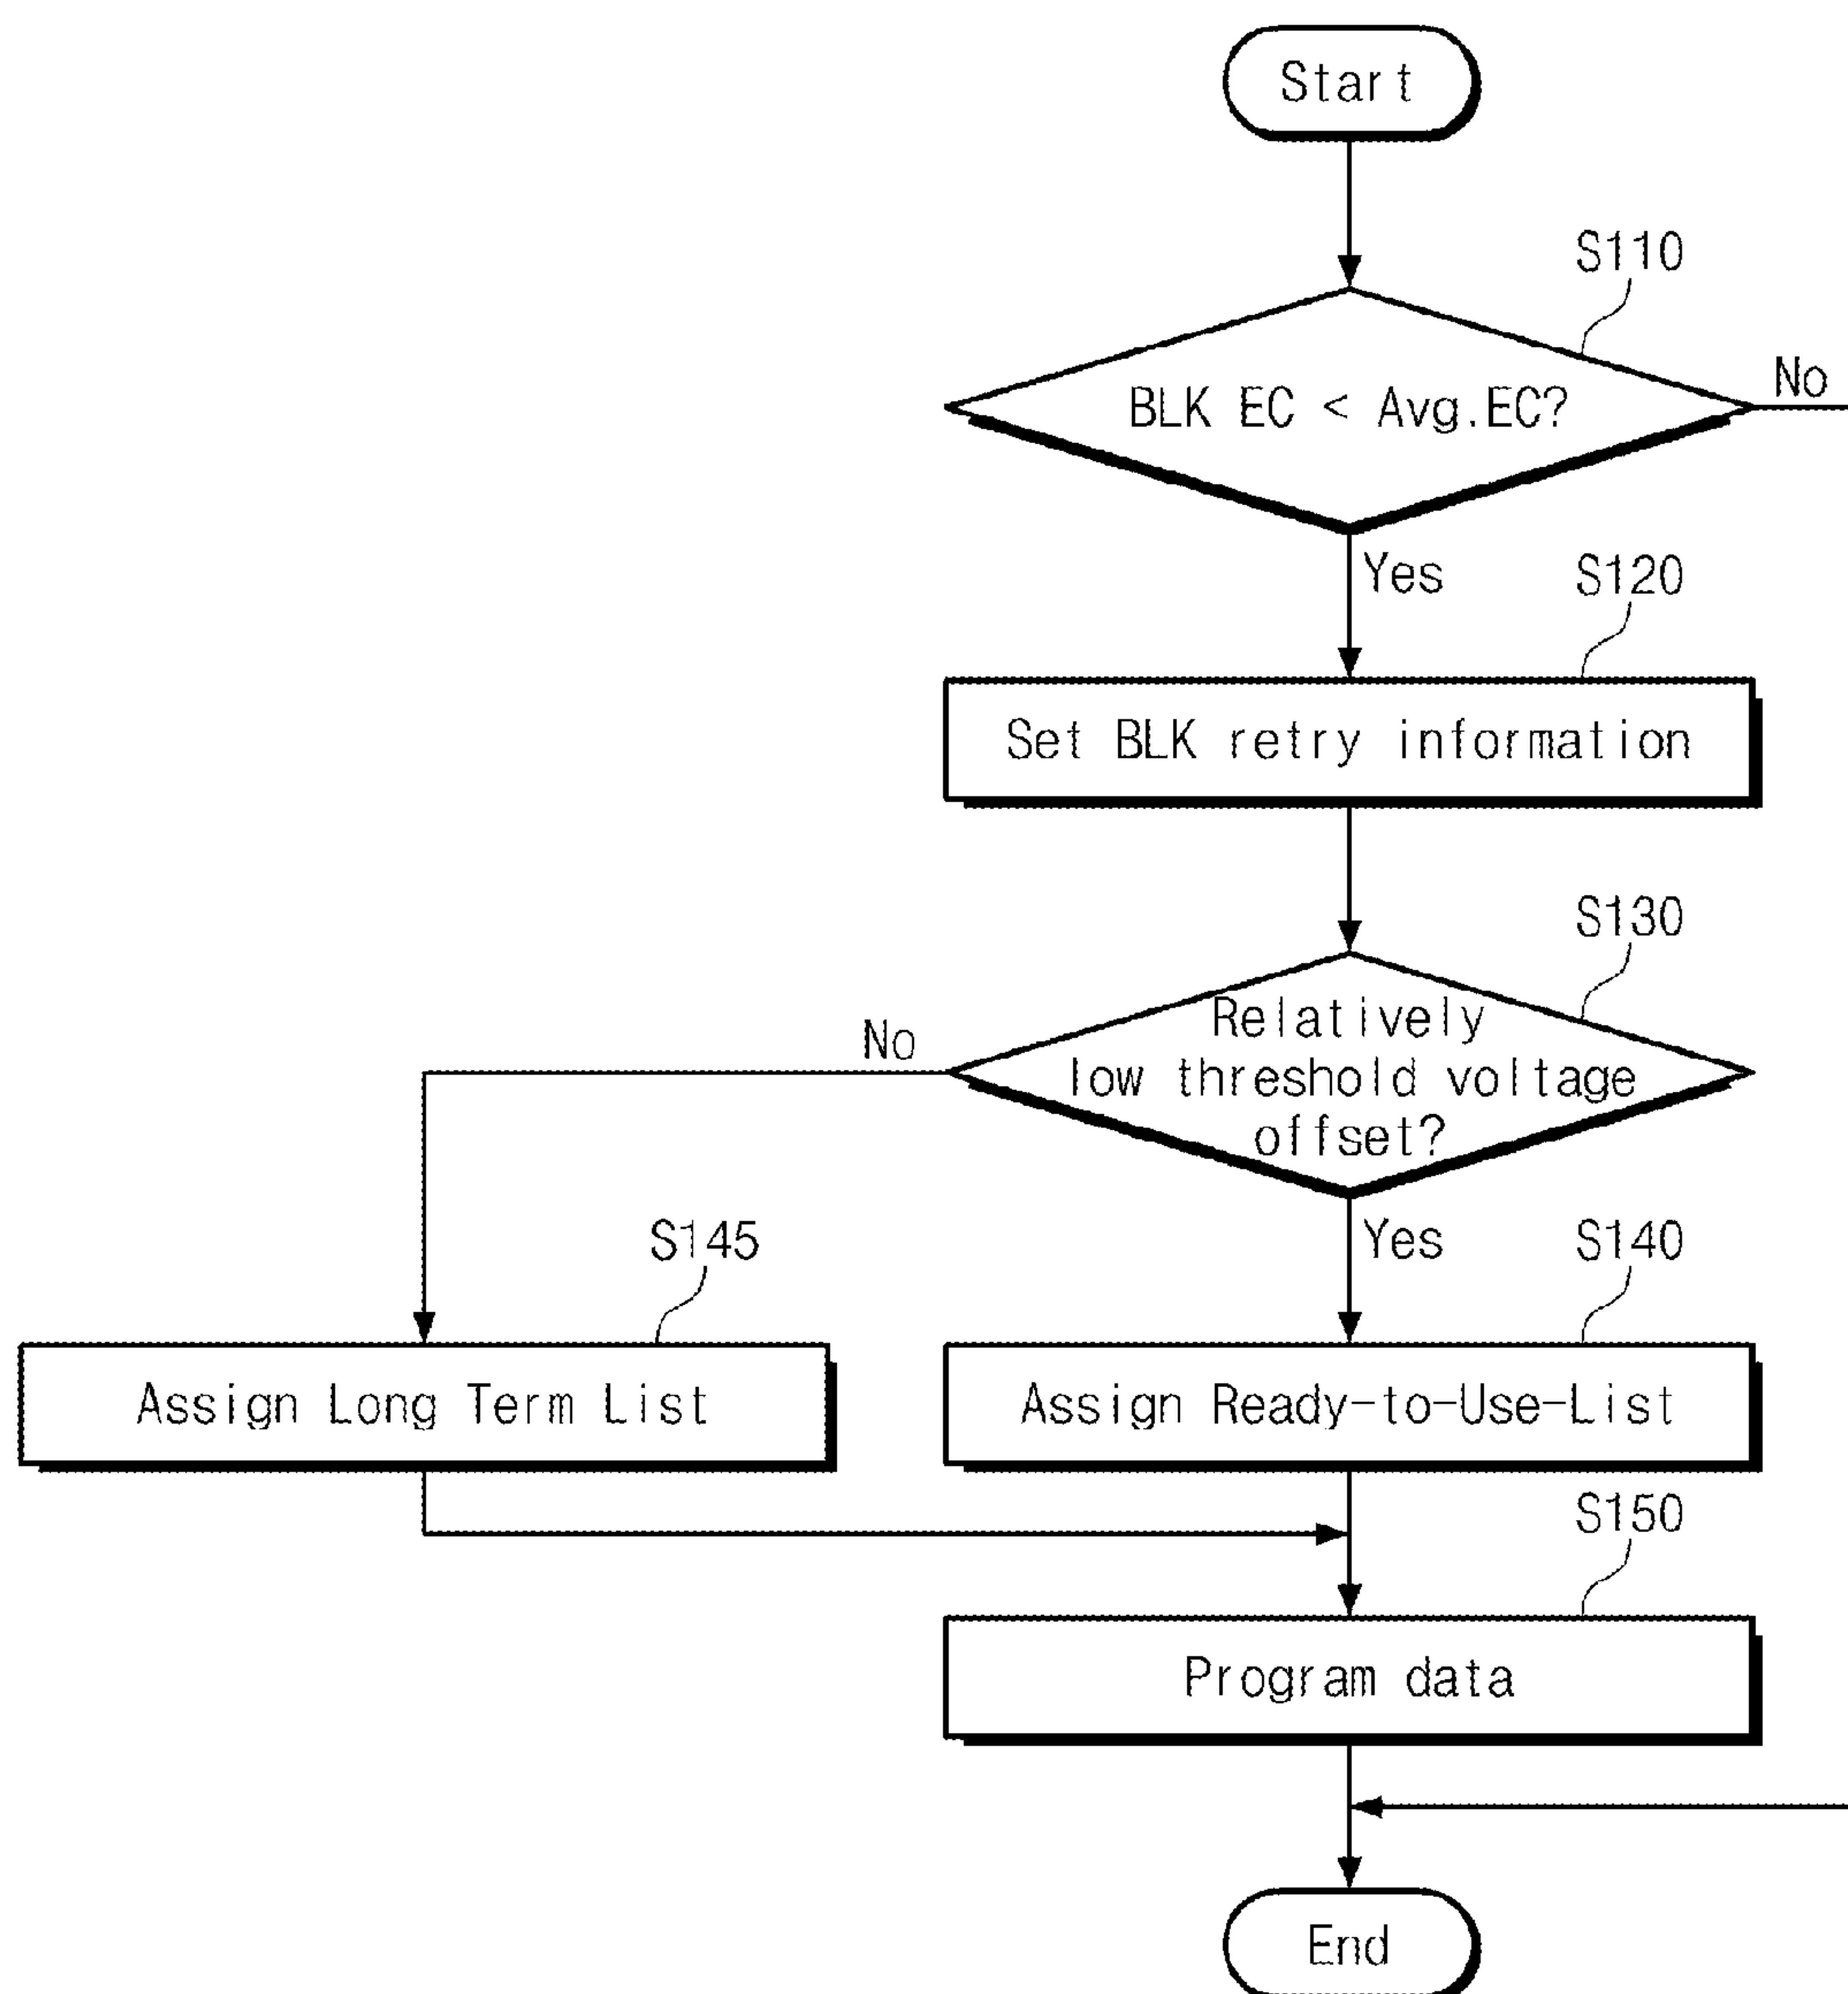 Start
S110
BLK EC < Avg.EC?
No
Yes
S120
Set BLK retry information
S130
Relatively
low threshold voltage
offset?
No
Yes
S145
S140
Assign Long Term List
Assign Ready-to-Use-List
S150
Program data
End